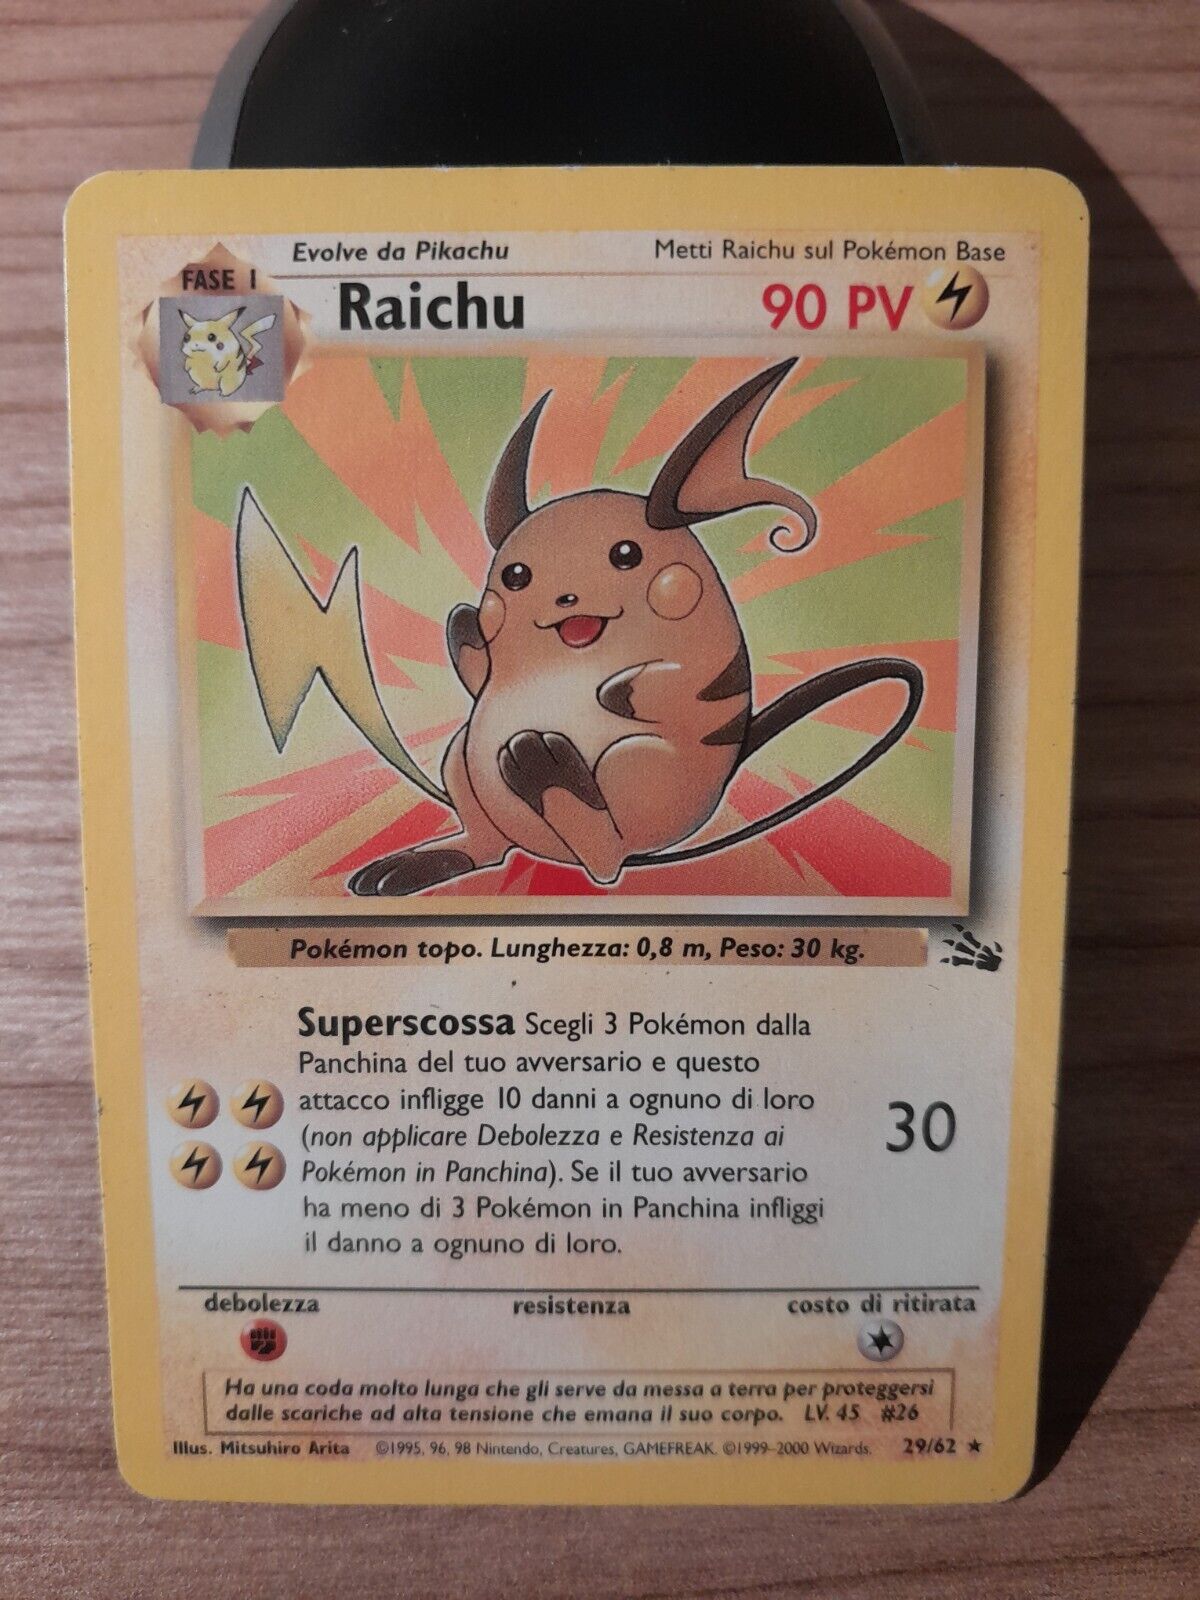 Evolve da Pikachu
Metti Raichu sul Pokémon Base
FASE 1
Raichu
90 PV
Pokémon topo. Lunghezza: 0,8 m, Peso: 30 kg.
Superscossa Scegli 3 Pokémon dalla
Panchina del tuo avversario e questo
attacco infligge 10 danni a ognuno di loro
(non applicare Debolezza e Resistenza ai
Pokémon in Panchina). Se il tuo avversario
ha meno di 3 Pokémon in Panchina infliggi
il danno a ognuno di loro.
30
debolezza
resistenza
costo di ritirata
Ha una coda molto lunga che gli serve da messa a terra per proteggersi
dalle scariche ad alta tensione che emana il suo corpo. LV. 45 #26
Illus. Mitsuhiro Arita ©1995, 96, 98 Nintendo, Creatures, GAMEFREAK. ©1999-2000 Wizards. 29/62 ★